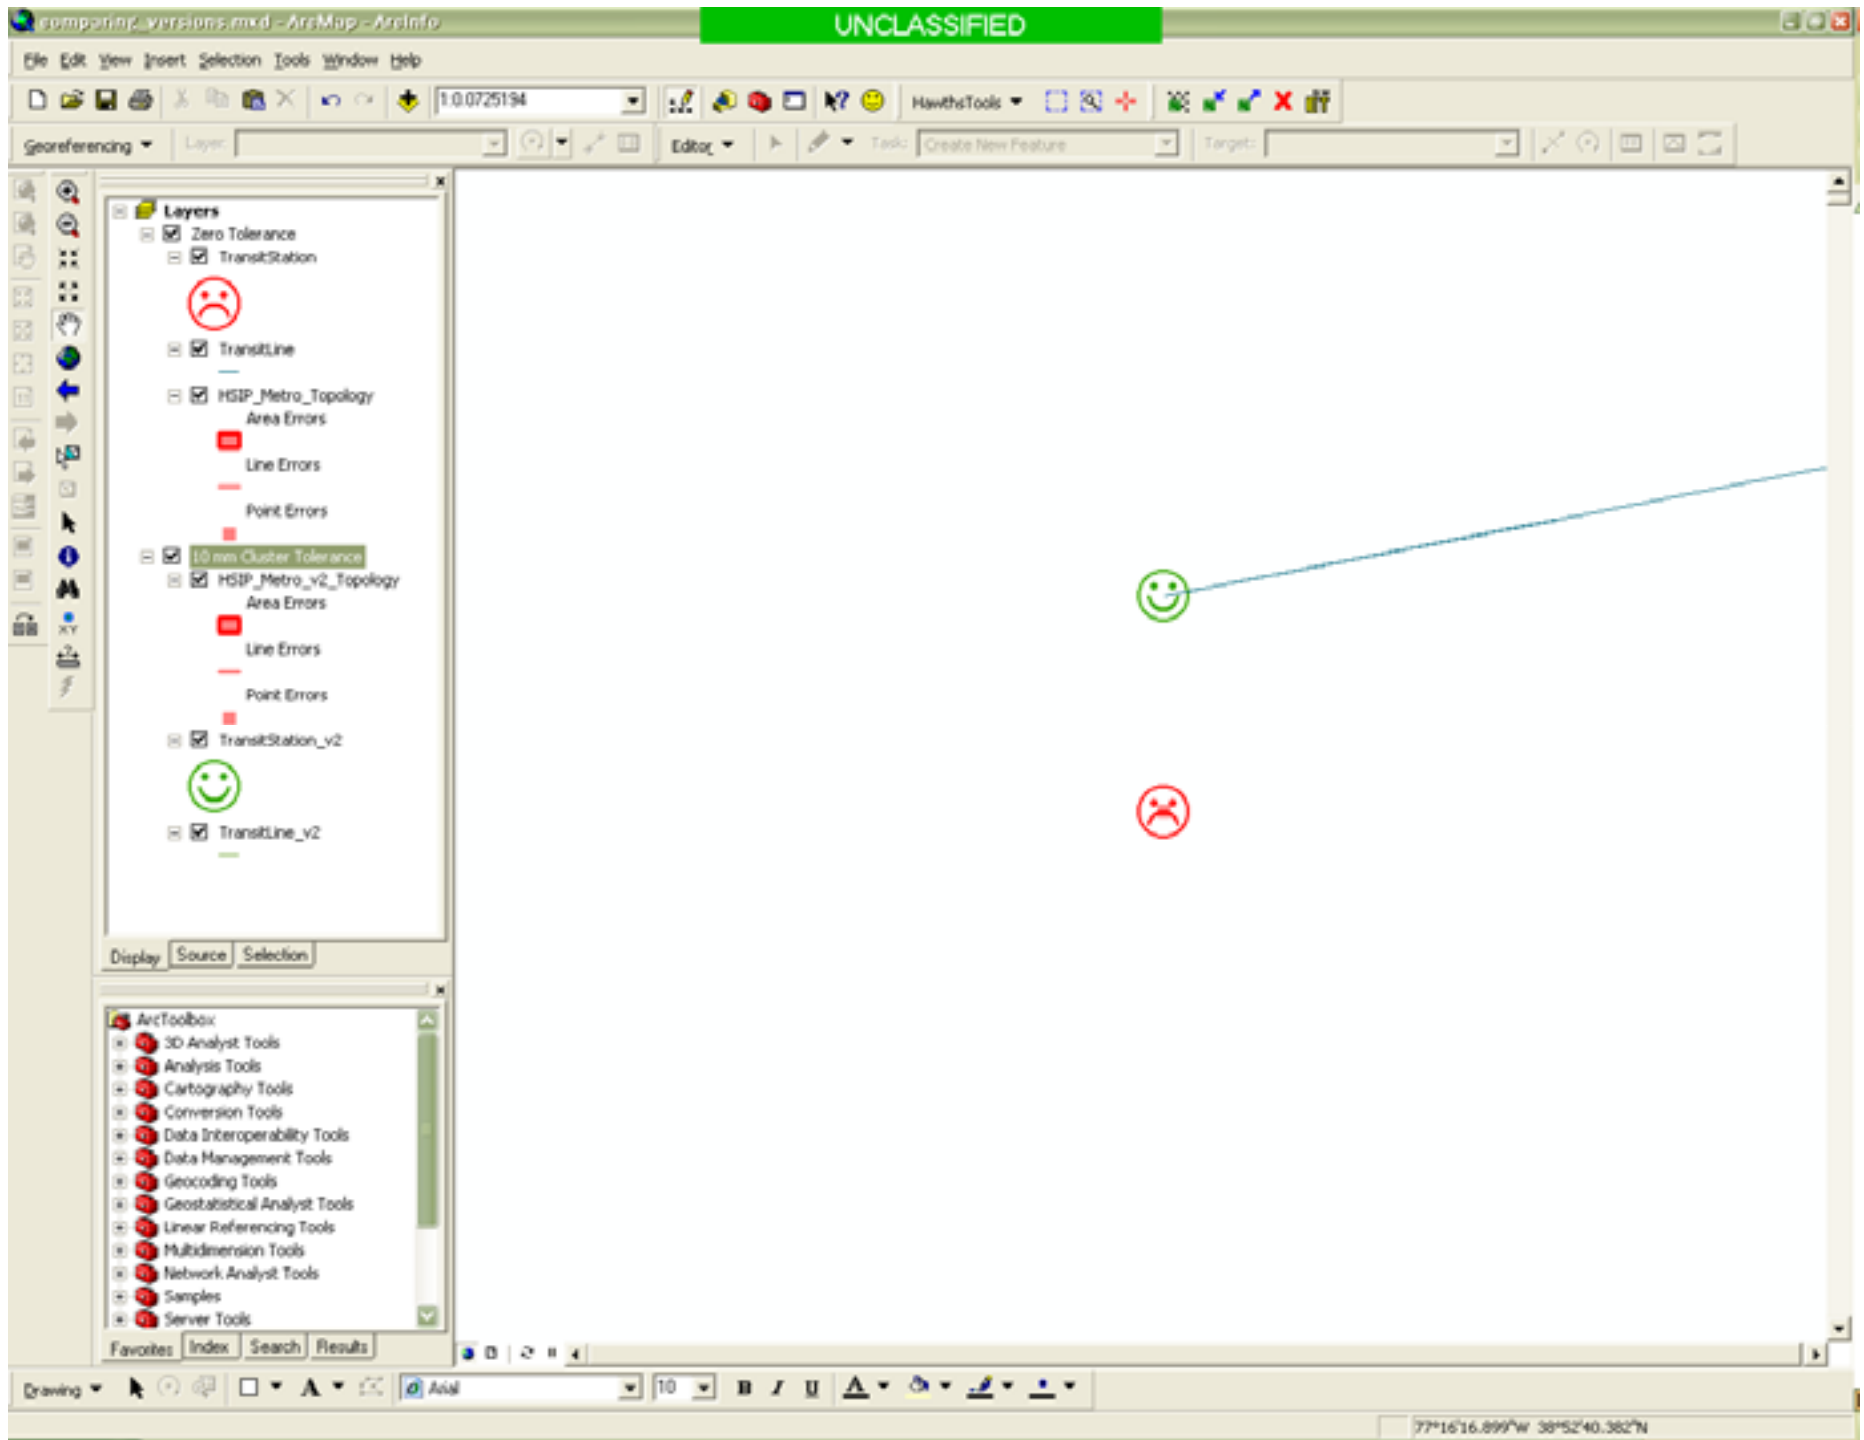 comparing_versions.mxd - ArcMap - ArcInfo
UNCLASSIFIED
File Edit View Insert Selection Tools Window Help
1:0.0725194
HawthsTools
Georeferencing Layer: Editor Task: Create New Feature Target:
Layers
Zero Tolerance
TransitStation
TransitLine
HSIP_Metro_Topology
Area Errors
Line Errors
Point Errors
10 mm Cluster Tolerance
HSIP_Metro_v2_Topology
Area Errors
Line Errors
Point Errors
TransitStation_v2
TransitLine_v2
Display Source Selection
ArcToolbox
3D Analyst Tools
Analysis Tools
Cartography Tools
Conversion Tools
Data Interoperability Tools
Data Management Tools
Geocoding Tools
Geostatistical Analyst Tools
Linear Referencing Tools
Multidimension Tools
Network Analyst Tools
Samples
Server Tools
Favorites Index Search Results
Drawing A Arial 10 B I U A
77°16'16.899"W 38°52'40.382"N